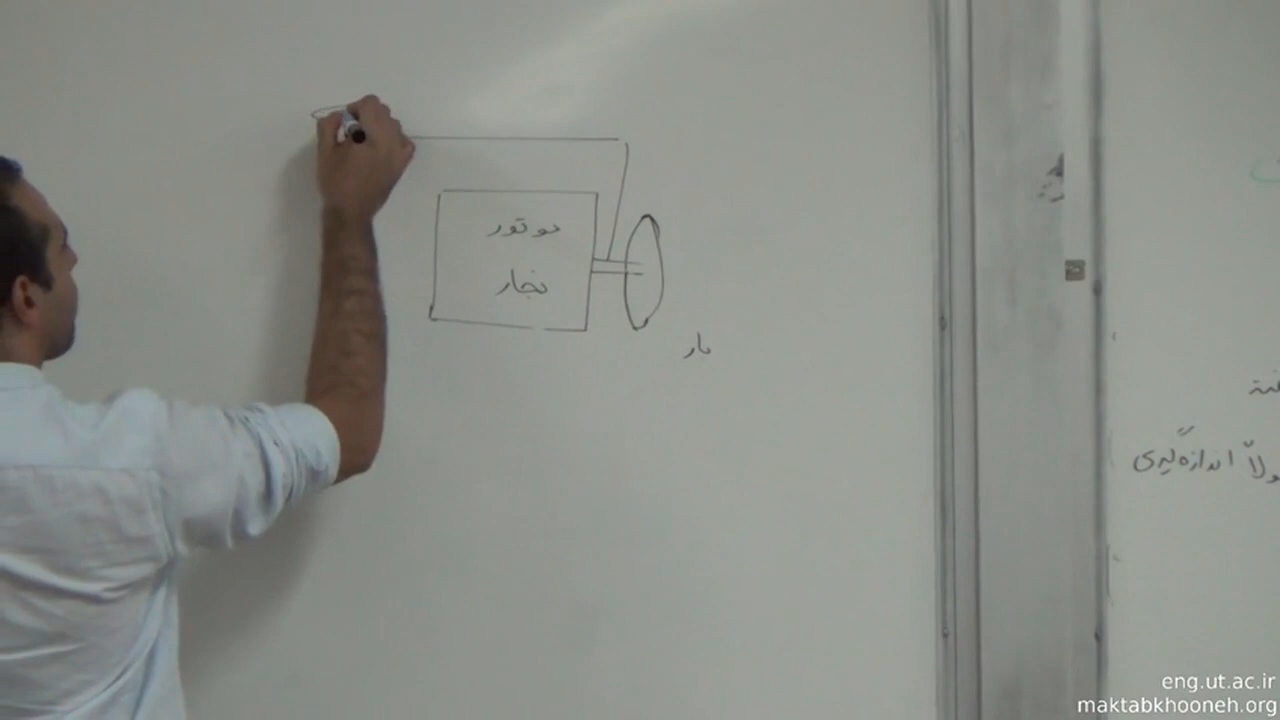 موتور
بخار
بار
اندازه‌گیری
eng.ut.ac.ir
maktabkhooneh.org